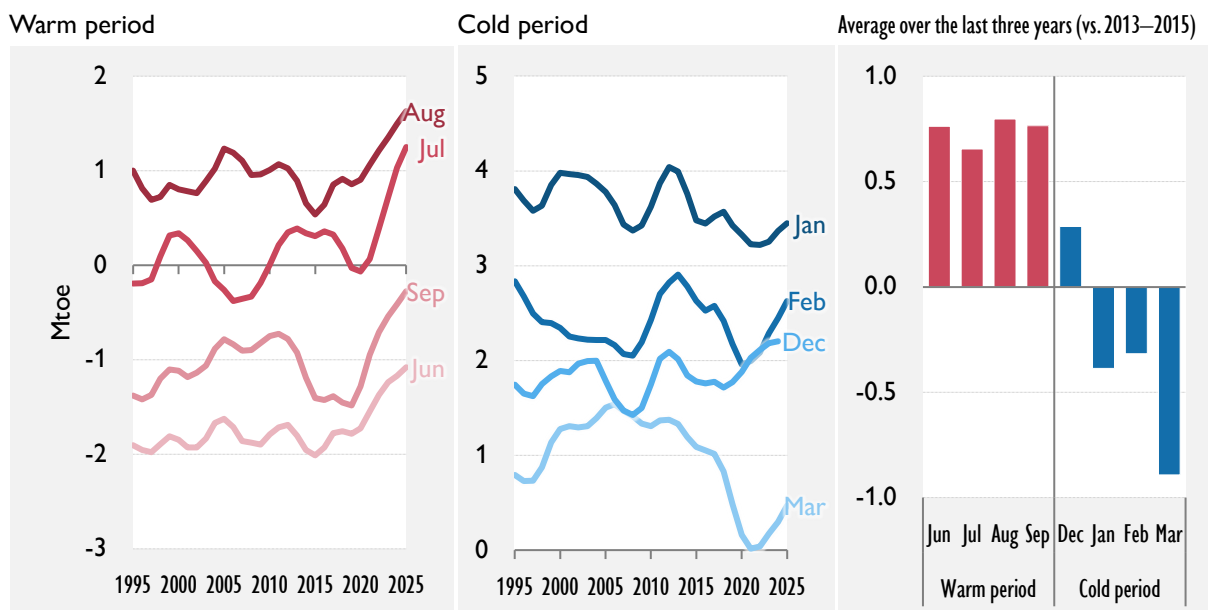 Warm period
Mtoe
2
1
0
-1
-2
-3
Aug
Jul
Sep
Jun
1995 2000 2005 2010 2015 2020 2025
Cold period
5
4
3
2
1
0
Jan
Feb
Dec
Mar
1995 2000 2005 2010 2015 2020 2025
Average over the last three years (vs. 2013–2015)
1.0
0.5
0.0
-0.5
-1.0
Jun Jul Aug Sep Dec Jan Feb Mar
Warm period Cold period